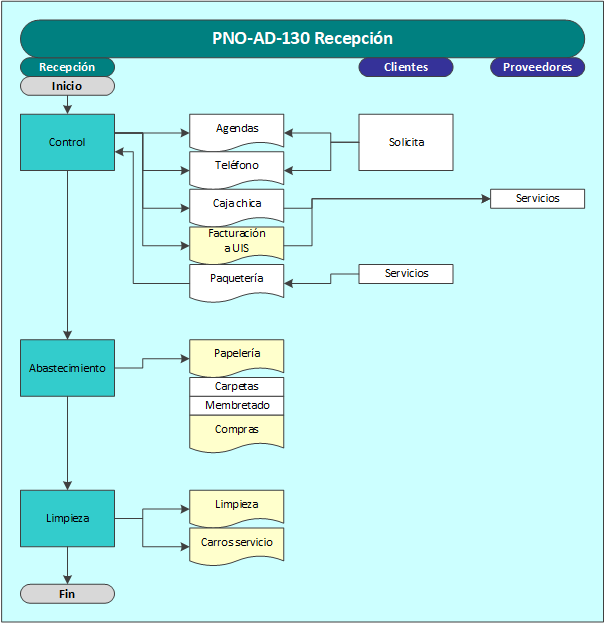 PNO-AD-130 Recepción
Recepción
Clientes
Proveedores
Inicio
Control
Agendas
Solicita
Teléfono
Caja chica
Servicios
Facturación
a UIS
Paquetería
Servicios
Abastecimiento
Papelería
Carpetas
Membretado
Compras
Limpieza
Limpieza
Carros servicio
Fin